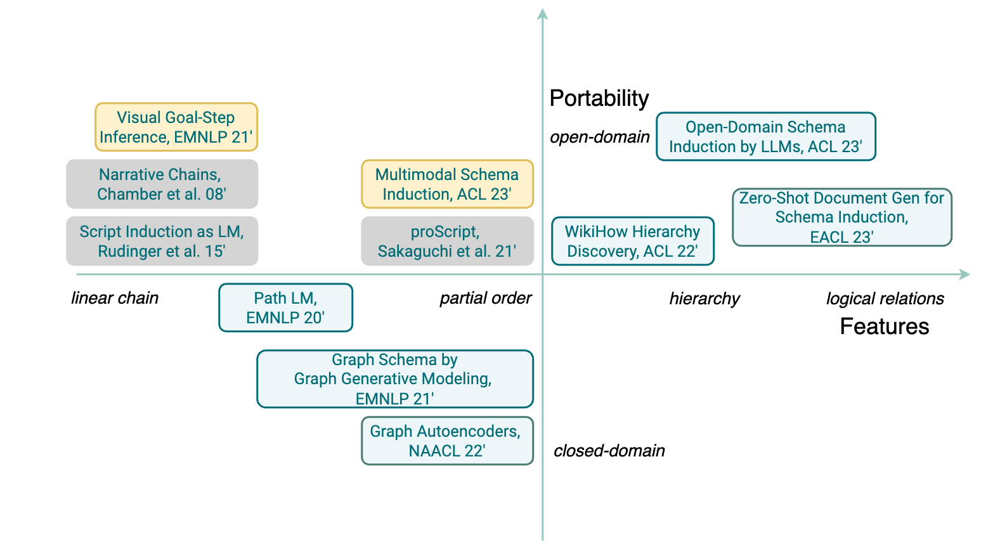 Portability
Visual Goal-Step
Inference, EMNLP 21'
open-domain
Open-Domain Schema
Induction by LLMs, ACL 23'
Narrative Chains,
Chamber et al. 08'
Multimodal Schema
Induction, ACL 23'
Zero-Shot Document Gen for
Schema Induction,
EACL 23'
Script Induction as LM,
Rudinger et al. 15'
proScript,
Sakaguchi et al. 21'
WikiHow Hierarchy
Discovery, ACL 22'
linear chain
Path LM,
EMNLP 20'
partial order
hierarchy
logical relations
Features
Graph Schema by
Graph Generative Modeling,
EMNLP 21'
Graph Autoencoders,
NAACL 22'
closed-domain